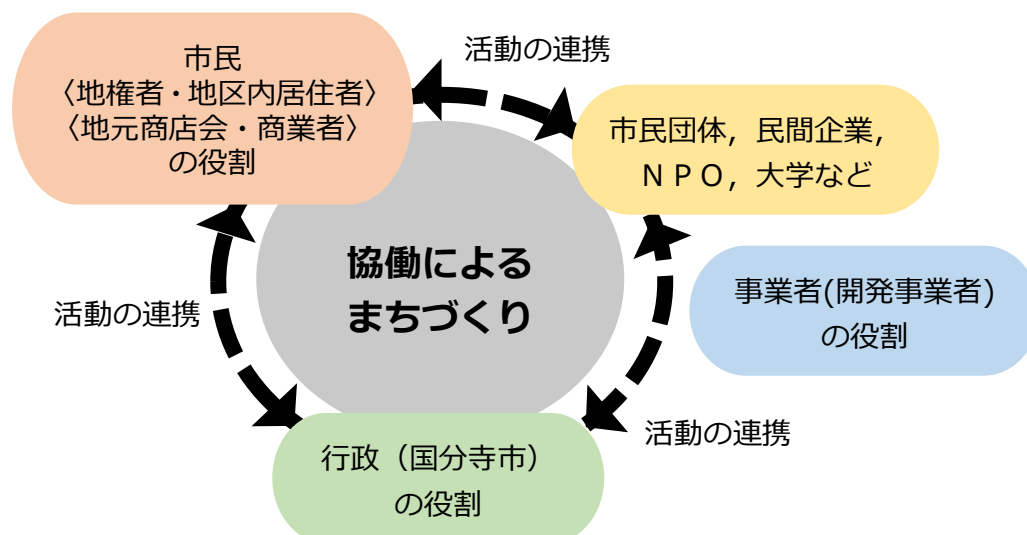 活動の連携
市民
〈地権者・地区内居住者〉
〈地元商店会・商業者〉
の役割
市民団体，民間企業，
ＮＰＯ，大学など
協働による
まちづくり
事業者(開発事業者)
の役割
活動の連携
活動の連携
行政（国分寺市）
の役割